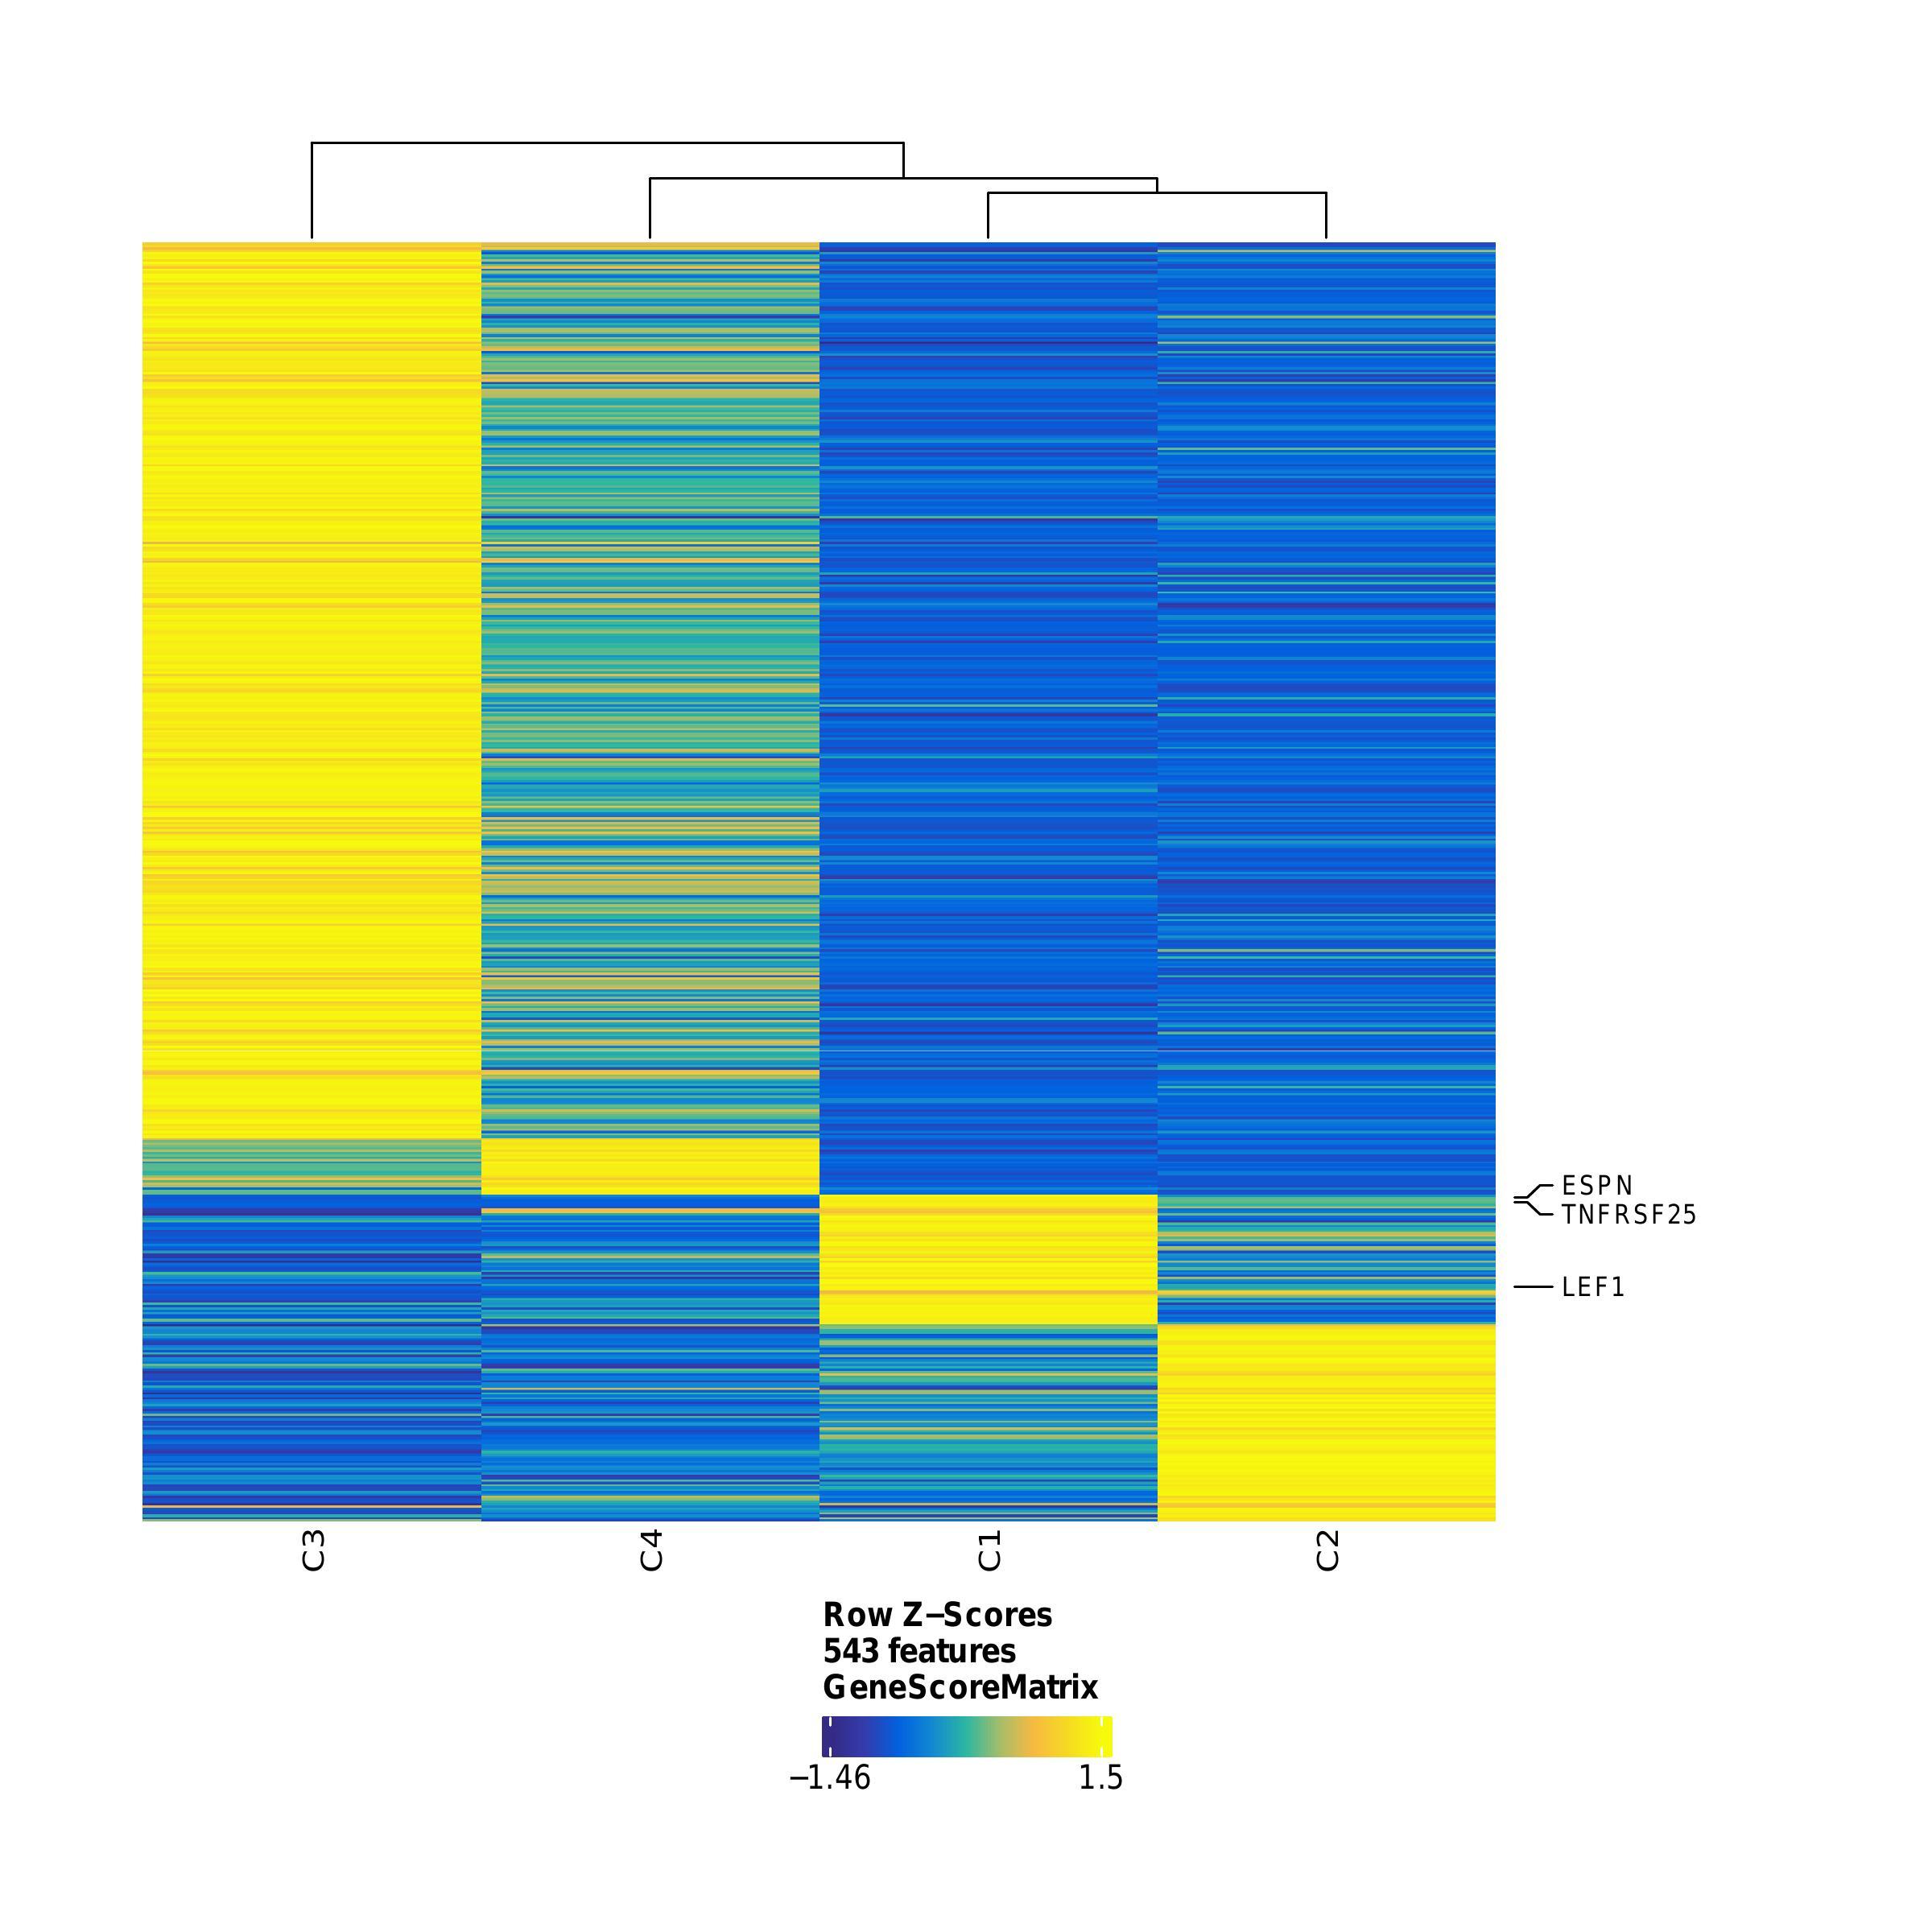 ESPN
TNFRSF25
LEF1
C3
C4
C1
C2
Row Z−Scores
543 features
GeneScoreMatrix
−1.46
1.5